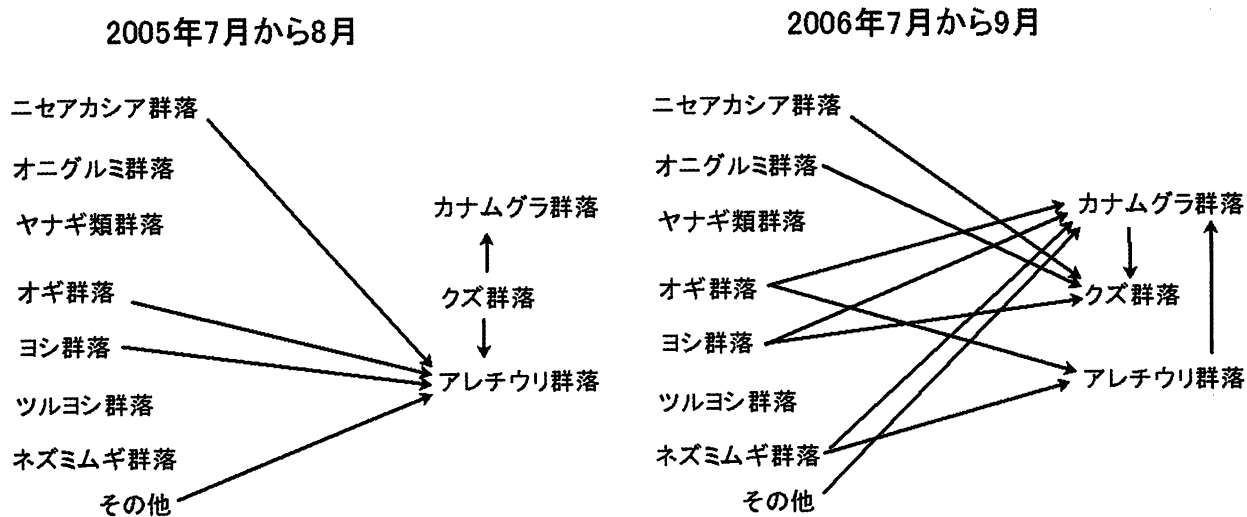 2005年7月から8月
ニセアカシア群落
オニグルミ群落
ヤナギ類群落
オギ群落
ヨシ群落
ツルヨシ群落
ネズミムギ群落
その他
カナムグラ群落
クズ群落
アレチウリ群落
2006年7月から9月
ニセアカシア群落
オニグルミ群落
ヤナギ類群落
オギ群落
ヨシ群落
ツルヨシ群落
ネズミムギ群落
その他
カナムグラ群落
クズ群落
アレチウリ群落